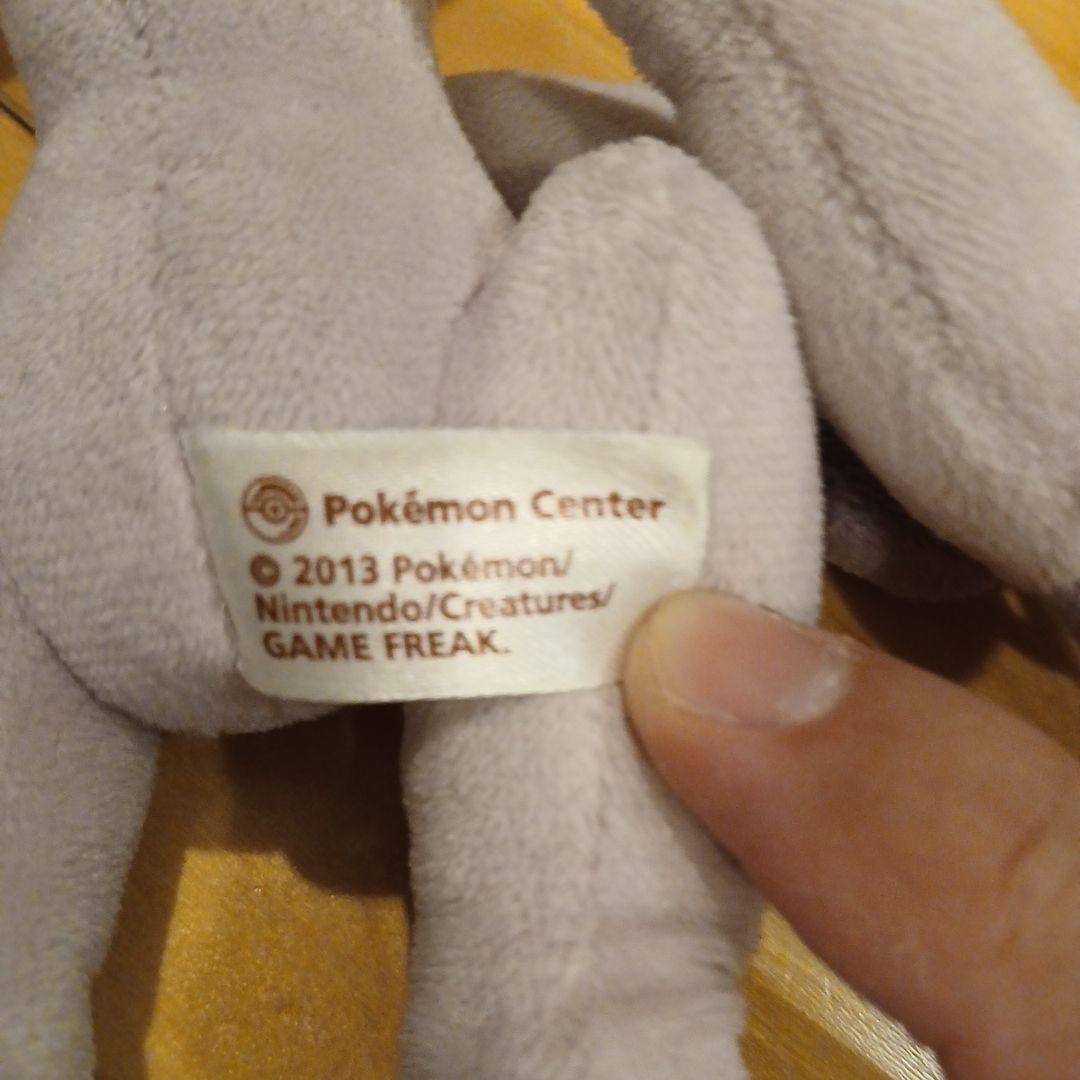 Pokémon Center
© 2013 Pokémon/
Nintendo/Creatures/
GAME FREAK.